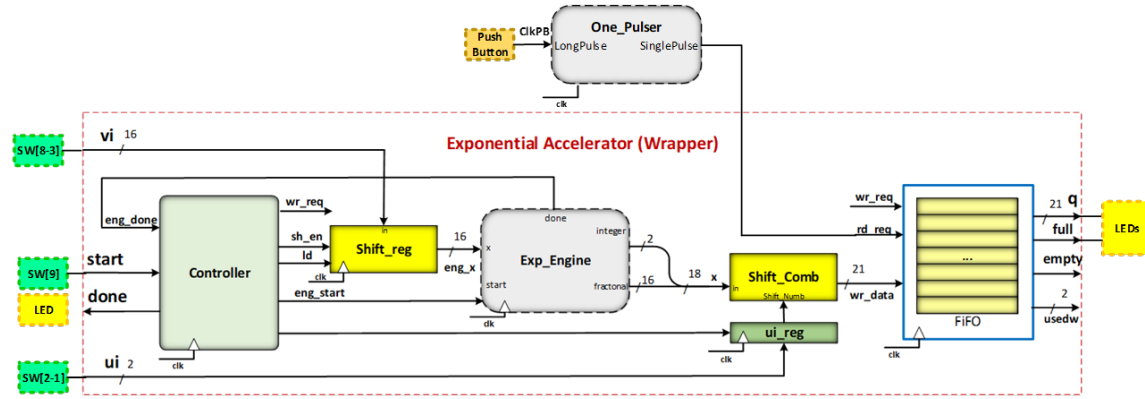 One_Pulser
Push
Button
ClkPB
LongPulse
SinglePulse
clk
vi
16
SW[8-3]
Exponential Accelerator (Wrapper)
eng_done
wr_req
sh_en
ld
in
Shift_reg
clk
16
eng_x
done
integer
x
Exp_Engine
start
fractonal
clk
2
16
18
x
in
Shift_Comb
Shift_Numb
21
wr_data
wr_req
rd_req
...
FiFO
clk
21
q
full
empty
2
usedw
LEDs
SW[9]
start
Controller
eng_start
LED
done
clk
ui_reg
clk
SW[2-1]
ui
2